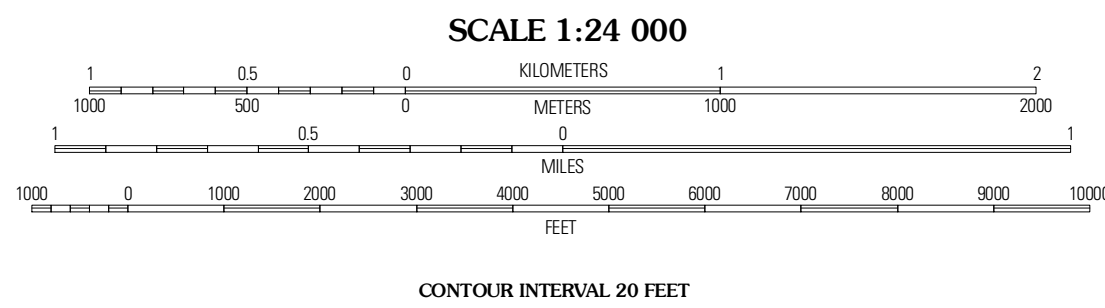 SCALE 1:24 000
1 0.5 0 KILOMETERS 1 2
1000 500 0 METERS 1000 2000
1 0.5 0 1
MILES
1000 0 1000 2000 3000 4000 5000 6000 7000 8000 9000 10000
FEET
CONTOUR INTERVAL 20 FEET